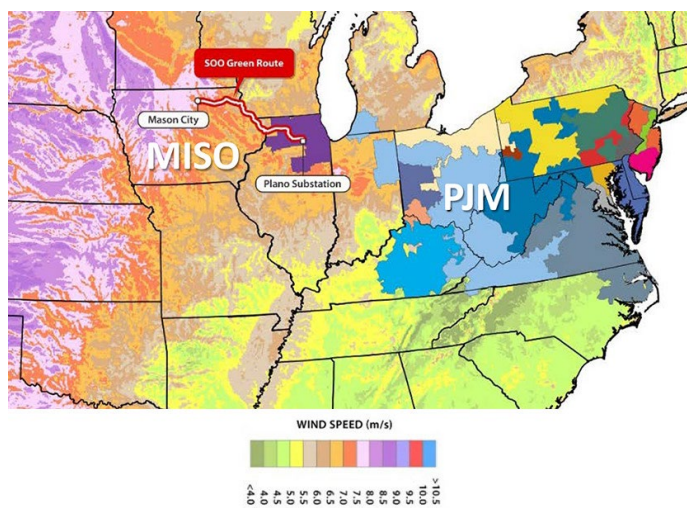 SOO Green Route
Mason City
MISO
Plano Substation
PJM
WIND SPEED (m/s)
<4.0
4.0
4.5
5.0
5.5
6.0
6.5
7.0
7.5
8.0
8.5
9.0
9.5
10.0
>10.5